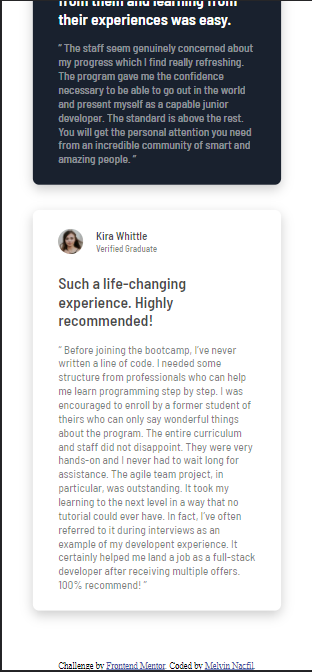 from them and learning from
their experiences was easy.
“ The staff seem genuinely concerned about
my progress which I find really refreshing.
The program gave me the confidence
necessary to be able to go out in the world
and present myself as a capable junior
developer. The standard is above the rest.
You will get the personal attention you need
from an incredible community of smart and
amazing people. ”
Kira Whittle
Verified Graduate
Such a life-changing
experience. Highly
recommended!
“ Before joining the bootcamp, I've never
written a line of code. I needed some
structure from professionals who can help
me learn programming step by step. I was
encouraged to enroll by a former student of
theirs who can only say wonderful things
about the program. The entire curriculum
and staff did not disappoint. They were very
hands-on and I never had to wait long for
assistance. The agile team project, in
particular, was outstanding. It took my
learning to the next level in a way that no
tutorial could ever have. In fact, I've often
referred to it during interviews as an
example of my developent experience. It
certainly helped me land a job as a full-stack
developer after receiving multiple offers.
100% recommend! ”
Challenge by Frontend Mentor. Coded by Melvin Nacfil.